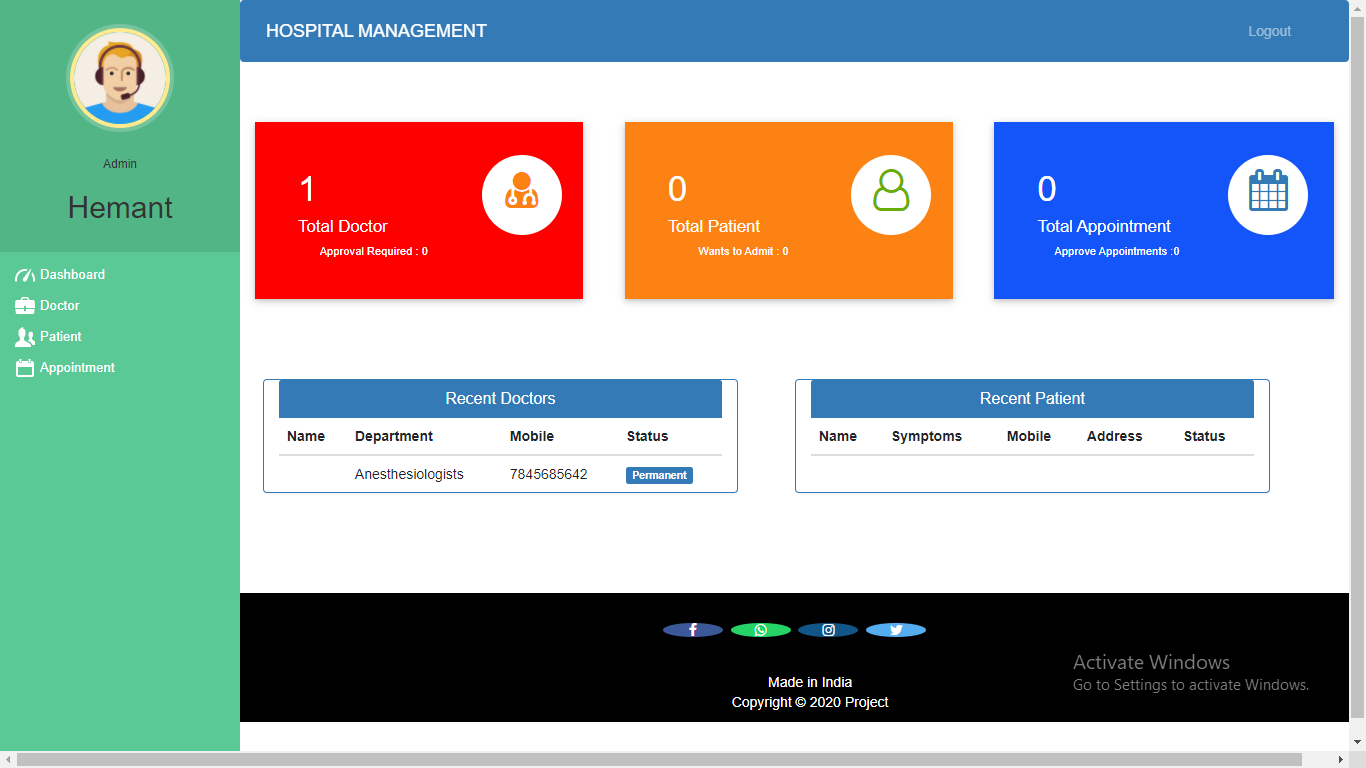 HOSPITAL MANAGEMENT
Logout
Admin
Hemant
Dashboard
Doctor
Patient
Appointment
1
Total Doctor
Approval Required : 0
0
Total Patient
Wants to Admit : 0
0
Total Appointment
Approve Appointments :0
Recent Doctors
Name Department Mobile Status
Anesthesiologists 7845685642 Permanent
Recent Patient
Name Symptoms Mobile Address Status
Made in India
Copyright © 2020 Project
Activate Windows
Go to Settings to activate Windows.